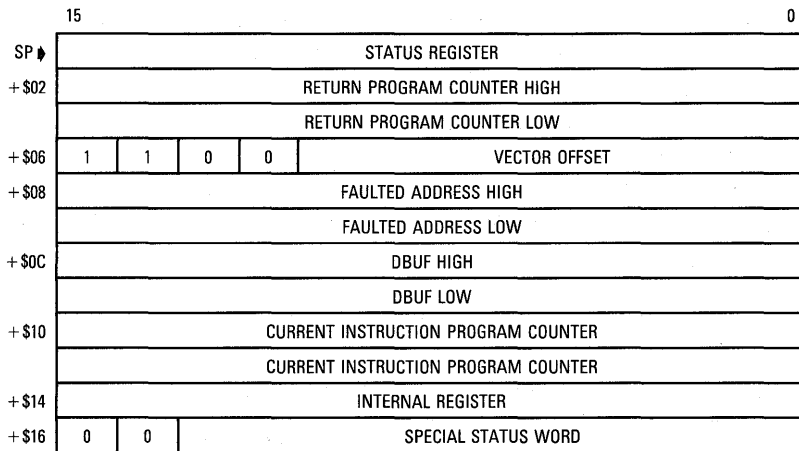 15 0
SP STATUS REGISTER
+$02 RETURN PROGRAM COUNTER HIGH
RETURN PROGRAM COUNTER LOW
+$06 1 1 0 0 VECTOR OFFSET
+$08 FAULTED ADDRESS HIGH
FAULTED ADDRESS LOW
+$0C DBUF HIGH
DBUF LOW
+$10 CURRENT INSTRUCTION PROGRAM COUNTER
CURRENT INSTRUCTION PROGRAM COUNTER
+$14 INTERNAL REGISTER
+$16 0 0 SPECIAL STATUS WORD